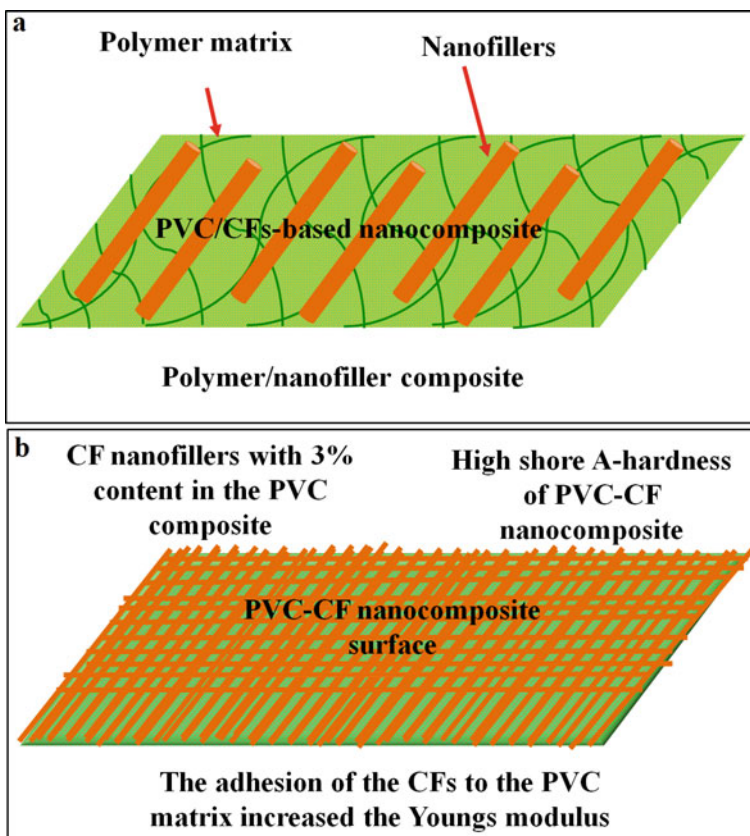 a
Polymer matrix
Nanofillers
PVC/CFs-based nanocomposite
Polymer/nanofiller composite
b
CF nanofillers with 3%
content in the PVC
composite
High shore A-hardness
of PVC-CF
nanocomposite
PVC-CF nanocomposite
surface
The adhesion of the CFs to the PVC
matrix increased the Youngs modulus